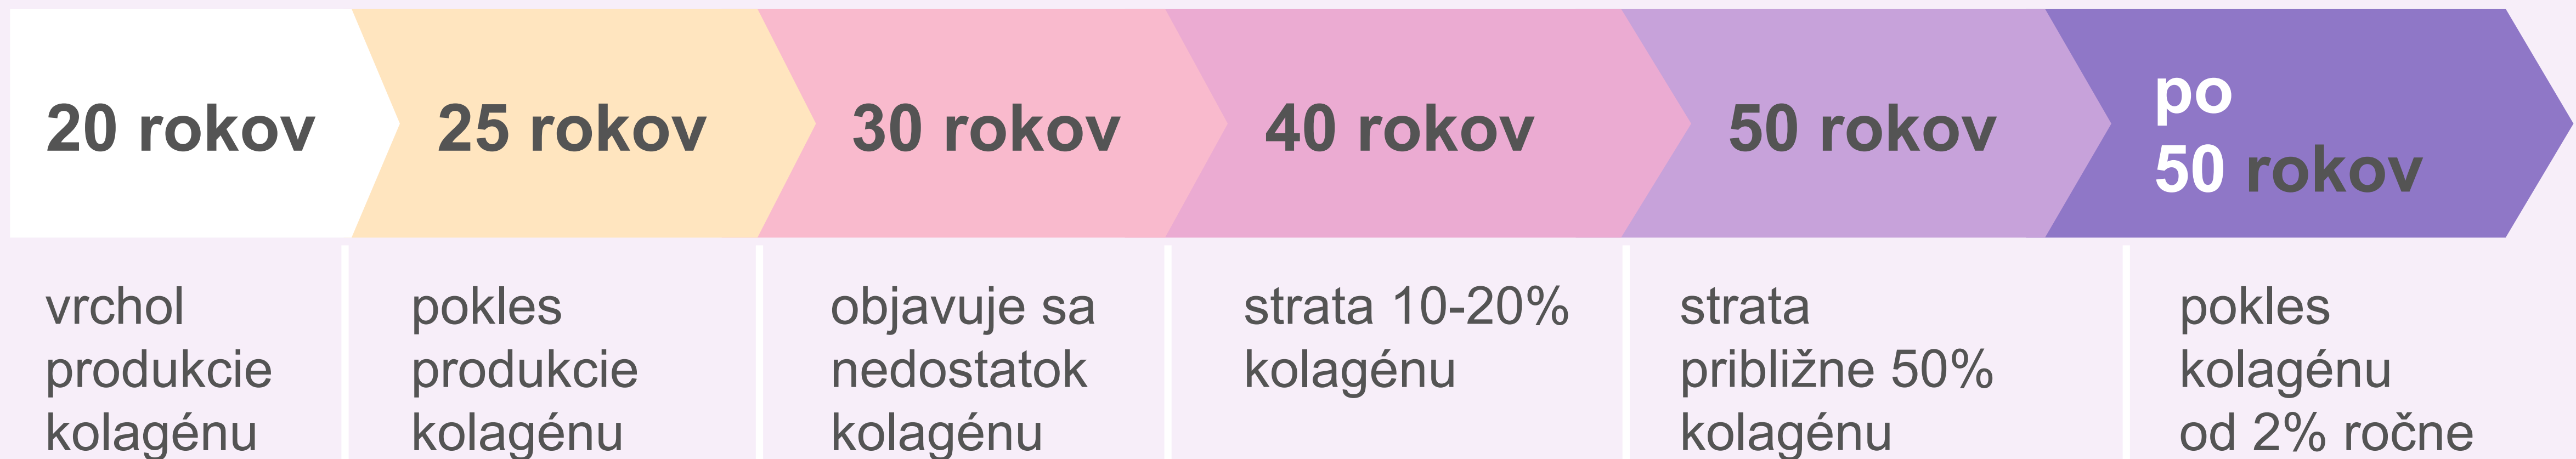 20 rokov
25 rokov
30 rokov
40 rokov
50 rokov
po
50 rokov
vrchol
produkcie
kolagénu
pokles
produkcie
kolagénu
objavuje sa
nedostatok
kolagénu
strata 10-20%
kolagénu
strata
približne 50%
kolagénu
pokles
kolagénu
od 2% ročne